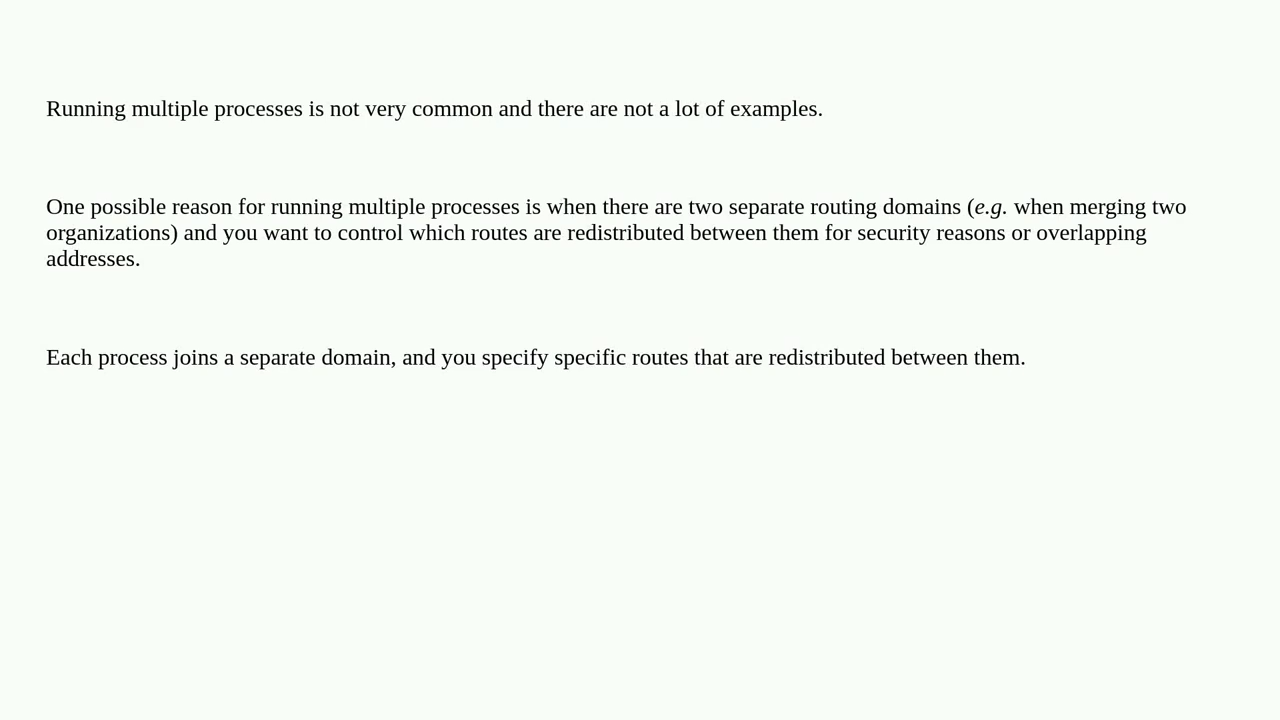 Running multiple processes is not very common and there are not a lot of examples.
One possible reason for running multiple processes is when there are two separate routing domains (e.g. when merging two
organizations) and you want to control which routes are redistributed between them for security reasons or overlapping
addresses.
Each process joins a separate domain, and you specify specific routes that are redistributed between them.